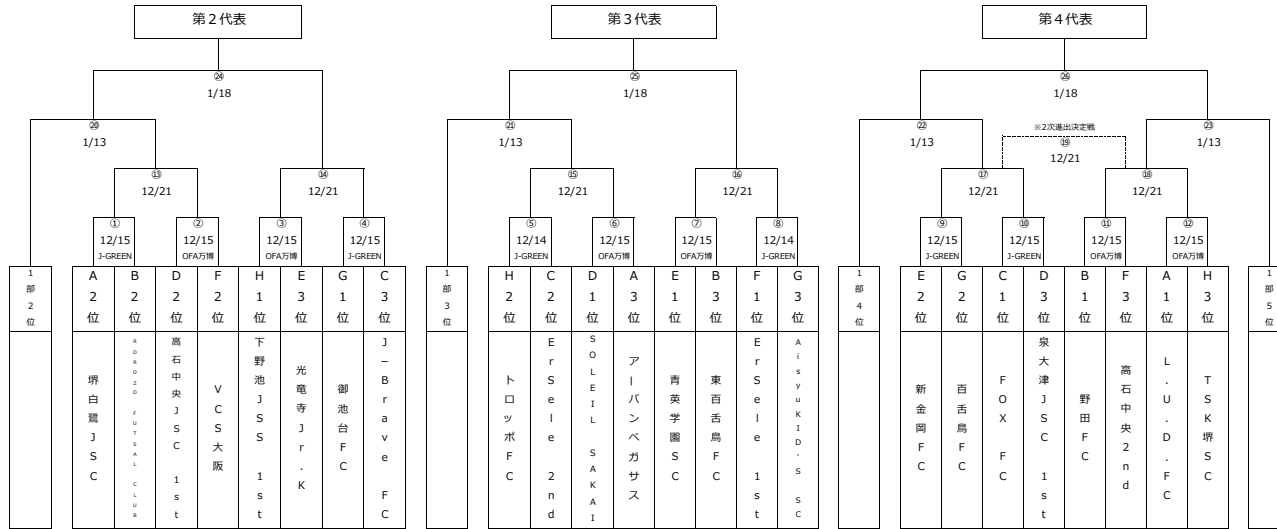 第２代表 第３代表 第４代表
㉔ ㉕ ㉖
1/18 1/18 1/18
⑳ ㉑ ㉒ ※2次進出決定戦 ㉓
1/13 1/13 1/13 ⑲ 1/13
12/21
⑬ ⑭ ⑮ ⑯ ⑰ ⑱
12/21 12/21 12/21 12/21 12/21 12/21
① ② ③ ④ ⑤ ⑥ ⑦ ⑧ ⑨ ⑩ ⑪ ⑫
12/15 12/15 12/15 12/15 12/14 12/15 12/15 12/14 12/15 12/15 12/15 12/15
J-GREEN OFA万博 OFA万博 J-GREEN J-GREEN OFA万博 OFA万博 J-GREEN J-GREEN J-GREEN OFA万博 OFA万博
1部2位
A2位 堺白鷺JSC
B2位 ROROZO FUTSAL CLUB
D2位 高石中央JSC 1st
F2位 VCS大阪
H1位 下野池JSS 1st
E3位 光竜寺Jr.K
G1位 御池台FC
C3位 J−Brave FC
1部3位
H2位 トロッポFC
C2位 ErSele 2nd
D1位 SOLEIL SAKAI
A3位 アーバンペガサス
E1位 青英学園SC
B3位 東百舌鳥FC
F1位 ErSele 1st
G3位 AisyuKID'S SC
1部4位
E2位 新金岡FC
G2位 百舌鳥FC
C1位 FOX FC
D3位 泉大津JSC 1st
B1位 野田FC
F3位 高石中央2nd
A1位 L.U.D.FC
H3位 TSK堺SC
1部5位